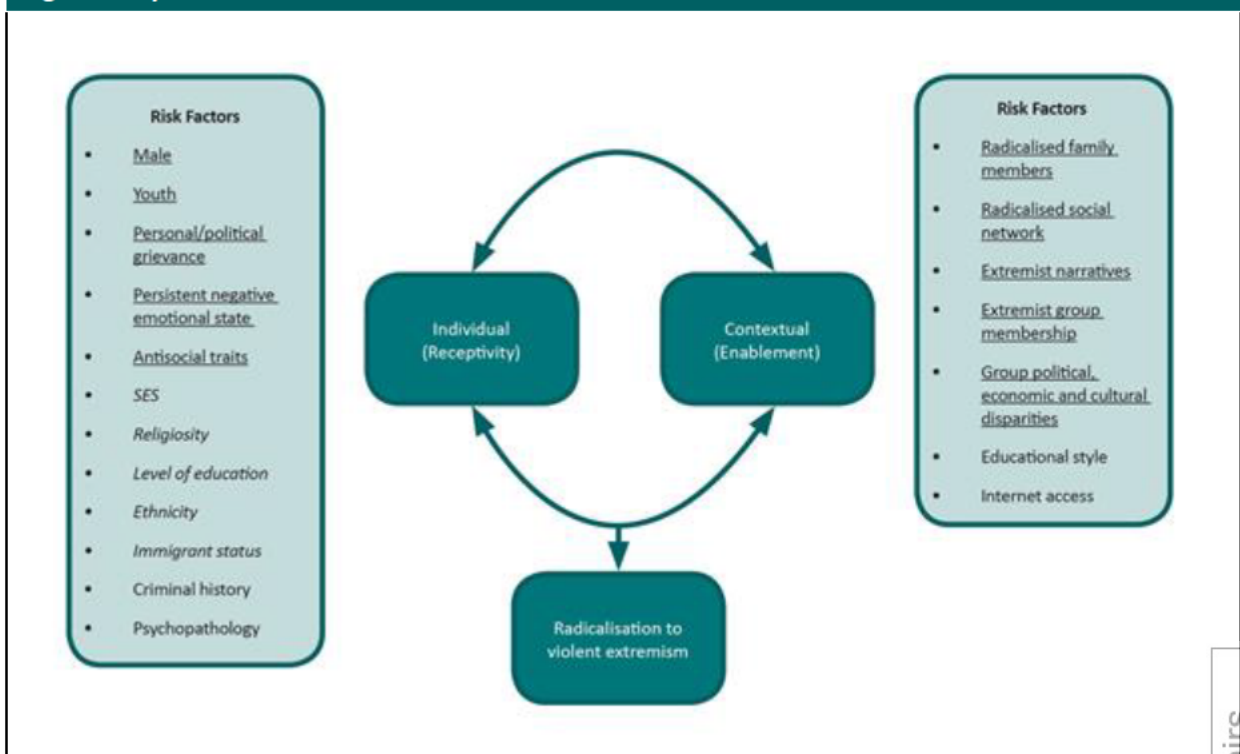 Risk Factors
• Male
• Youth
• Personal/political
grievance
• Persistent negative
emotional state
• Antisocial traits
• SES
• Religiosity
• Level of education
• Ethnicity
• Immigrant status
• Criminal history
• Psychopathology
Individual
(Receptivity)
Contextual
(Enablement)
Radicalisation to
violent extremism
Risk Factors
• Radicalised family
members
• Radicalised social
network
• Extremist narratives
• Extremist group
membership
• Group political,
economic and cultural
disparities
• Educational style
• Internet access